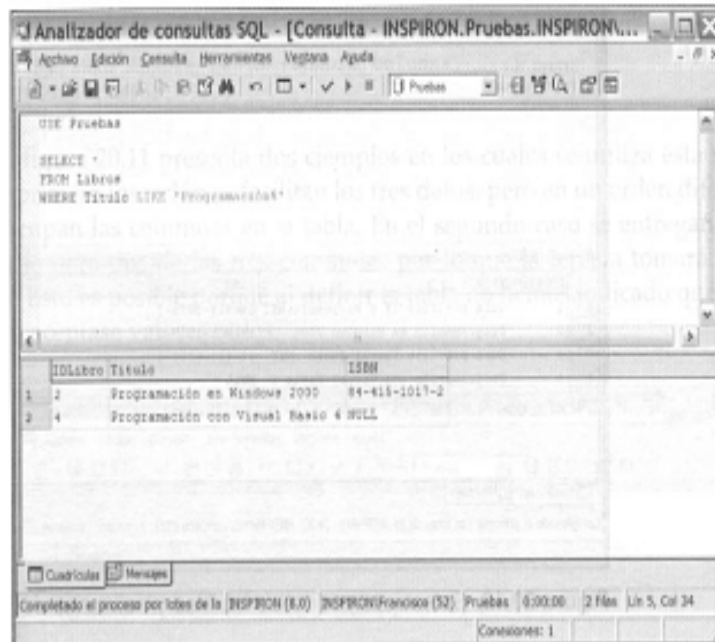 Analizador de consultas SQL - [Consulta - INSPIRON.Pruebas.INSPIRON\...
Archivo Edición Consulta Herramientas Ventana Ayuda
Pruebas
USE Pruebas
SELECT *
FROM Libros
WHERE Titulo LIKE 'Programación%'
IDLibro Titulo ISBN
1 2 Programación en Windows 2000 84-415-1017-2
2 4 Programación con Visual Basic 6 NULL
Cuadrículas Mensajes
Completado el proceso por lotes de la INSPIRON (8.0) INSPIRON\Francisco (52) Pruebas 0:00:00 2 filas Lín 5, Col 34
Conexiones: 1